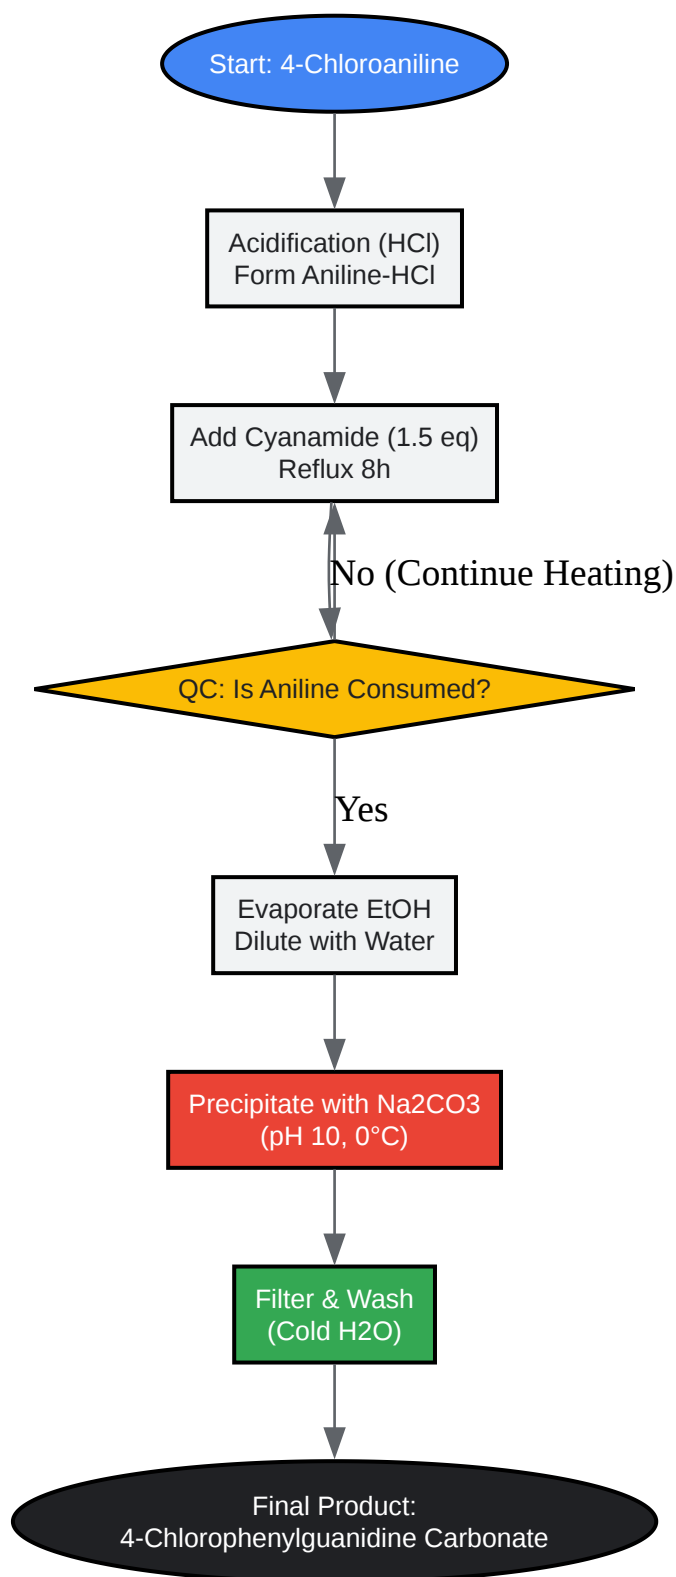 Start: 4-Chloroaniline
Acidification (HCl)
Form Aniline-HCl
Add Cyanamide (1.5 eq)
Reflux 8h
No (Continue Heating)
QC: Is Aniline Consumed?
Yes
Evaporate EtOH
Dilute with Water
Precipitate with Na2CO3
(pH 10, 0°C)
Filter & Wash
(Cold H2O)
Final Product:
4-Chlorophenylguanidine Carbonate